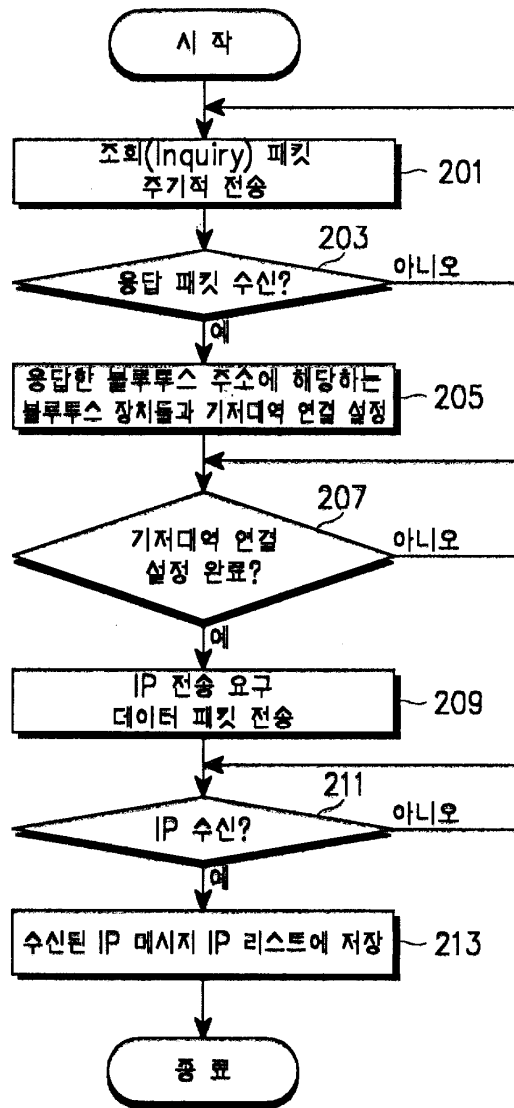 시 작
조회(Inquiry) 패킷
주기적 전송
201
203
응답 패킷 수신?
아니오
예
응답한 블루투스 주소에 해당하는
블루투스 장치들과 기저대역 연결 설정
205
207
기저대역 연결
설정 완료?
아니오
예
IP 전송 요구
데이터 패킷 전송
209
211
IP 수신?
아니오
예
수신된 IP 메시지 IP 리스트에 저장
213
종 료